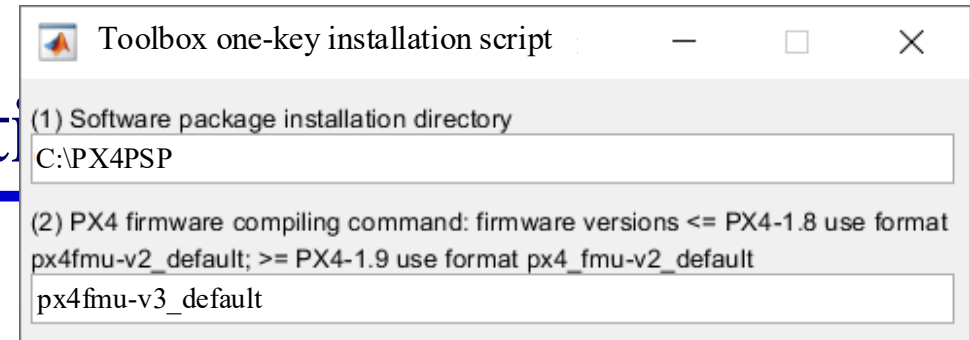 Toolbox one-key installation script
(1) Software package installation directory
C:\PX4PSP
(2) PX4 firmware compiling command: firmware versions <= PX4-1.8 use format
px4fmu-v2_default; >= PX4-1.9 use format px4_fmu-v2_default
px4fmu-v3_default